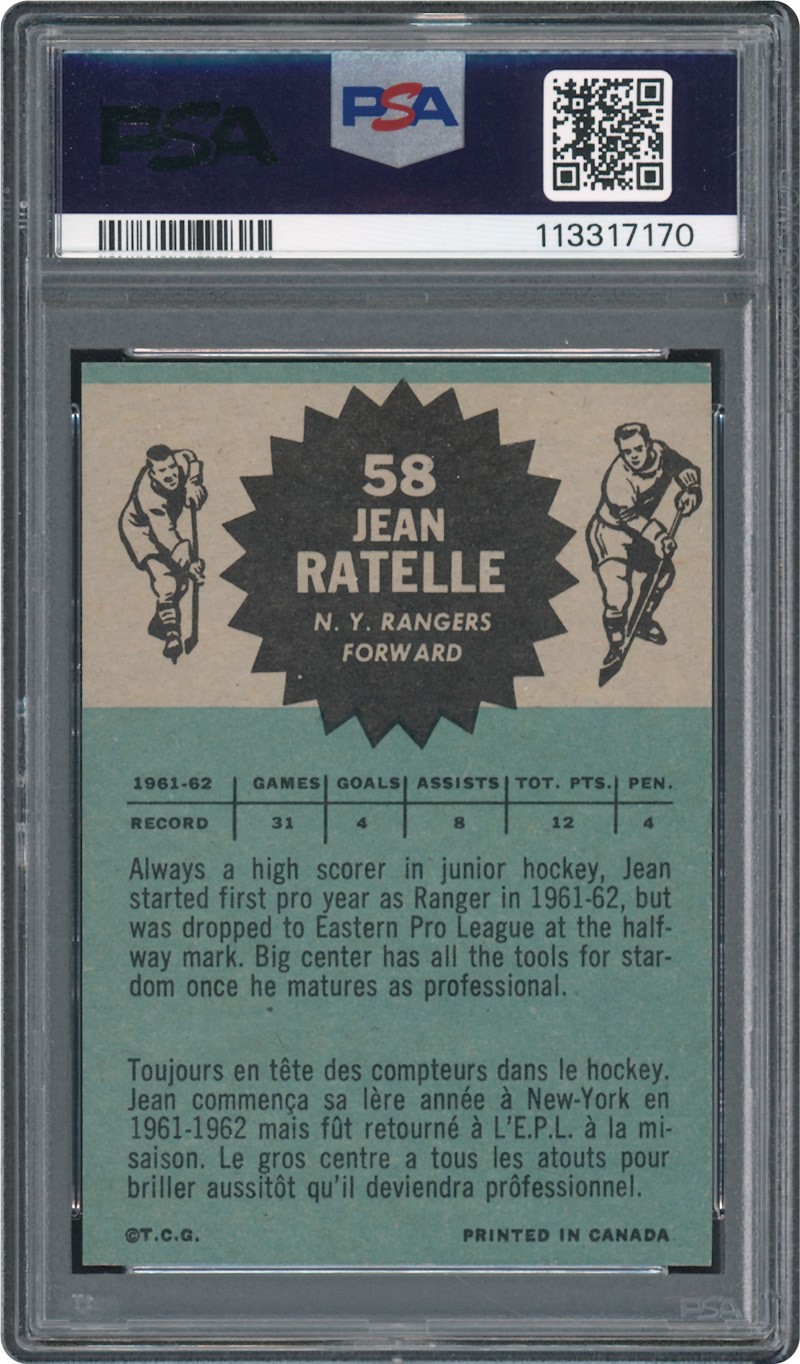 PSA
PSA
113317170
58
JEAN
RATELLE
N. Y. RANGERS
FORWARD
1961-62 GAMES GOALS ASSISTS TOT. PTS. PEN.
RECORD 31 4 8 12 4
Always a high scorer in junior hockey, Jean
started first pro year as Ranger in 1961-62, but
was dropped to Eastern Pro League at the half-
way mark. Big center has all the tools for star-
dom once he matures as professional.
Toujours en tête des compteurs dans le hockey.
Jean commença sa lère année à New-York en
1961-1962 mais fût retourné à L'E.P.L. à la mi-
saison. Le gros centre a tous les atouts pour
briller aussitôt qu'il deviendra prôfessionnel.
©T.C.G. PRINTED IN CANADA
PSA